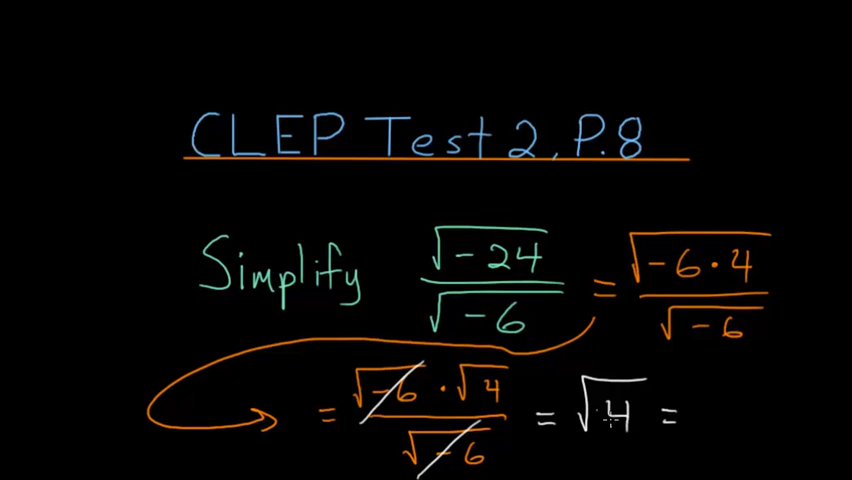 CLEP Test 2, P.8
Simplify √-24 / √-6 = √-6·4 / √-6
= √-6 · √4 / √-6 = √4 =